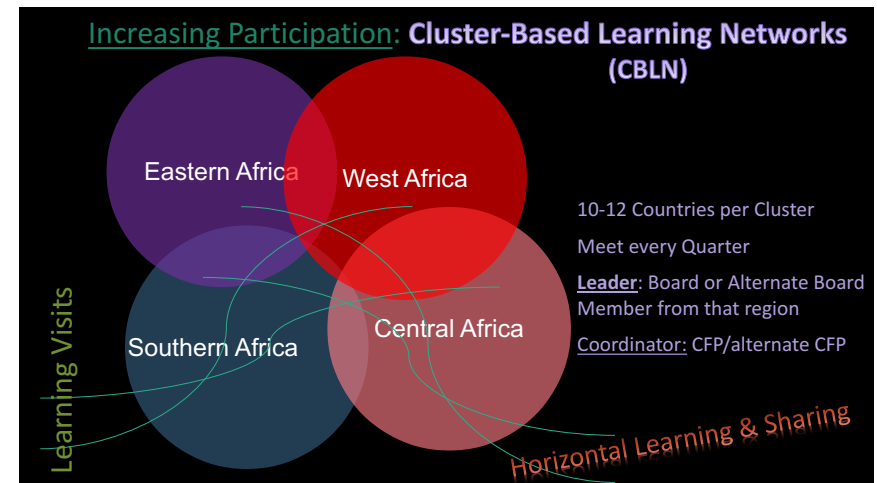 Increasing Participation: Cluster-Based Learning Networks
(CBLN)
Eastern Africa
West Africa
Southern Africa
Central Africa
10-12 Countries per Cluster
Meet every Quarter
Leader: Board or Alternate Board
Member from that region
Coordinator: CFP/alternate CFP
Learning Visits
Horizontal Learning & Sharing